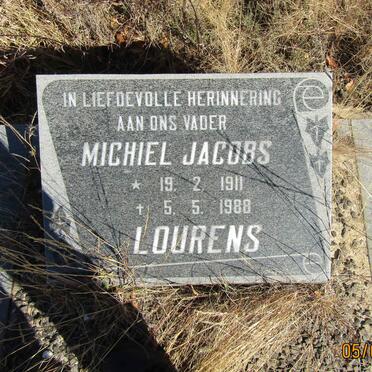 IN LIEFDEVOLLE HERINNERING
AAN ONS VADER
MICHIEL JACOBS
★ 19. 2. 1911
✝ 5. 5. 1988
LOURENS
05/0